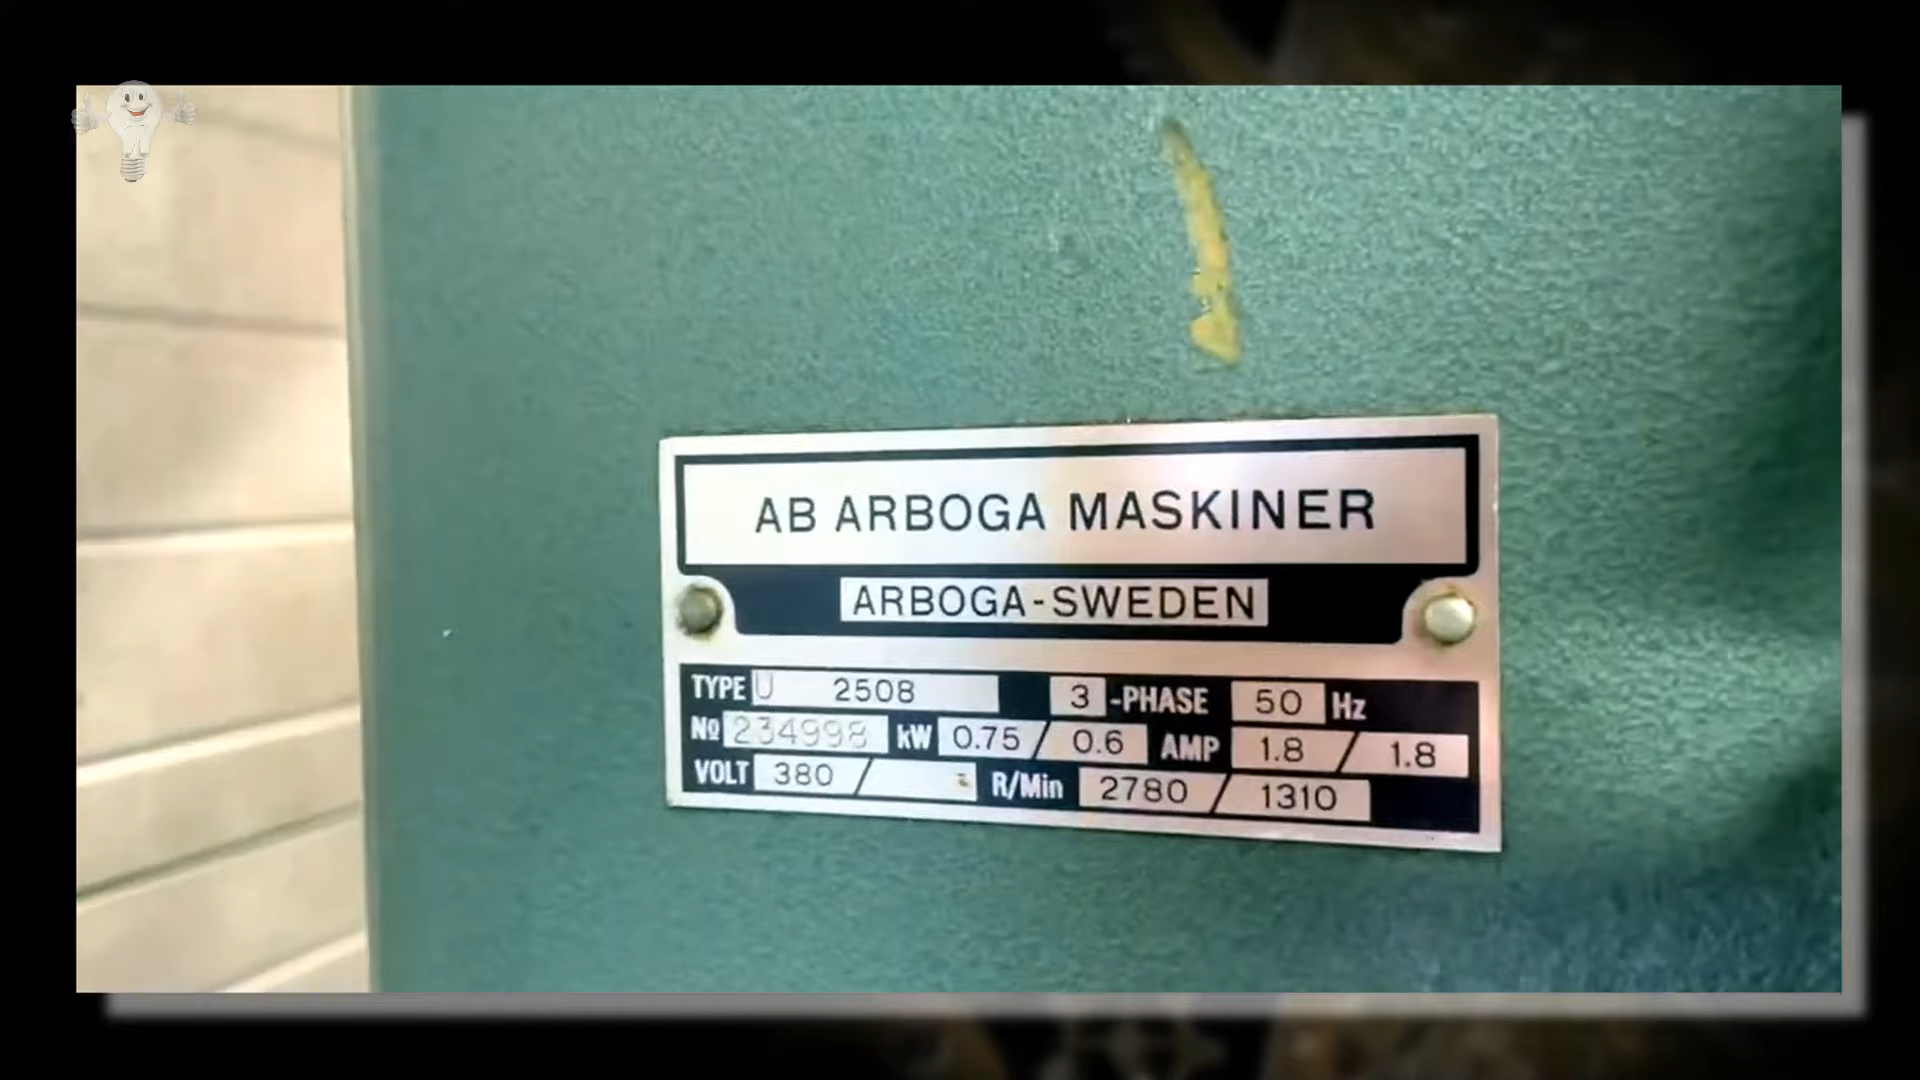 AB ARBOGA MASKINER
ARBOGA-SWEDEN
TYPE U 2508 3 -PHASE 50 Hz
Nº 234998 kW 0.75 / 0.6 AMP 1.8 / 1.8
VOLT 380 / R/Min 2780 / 1310